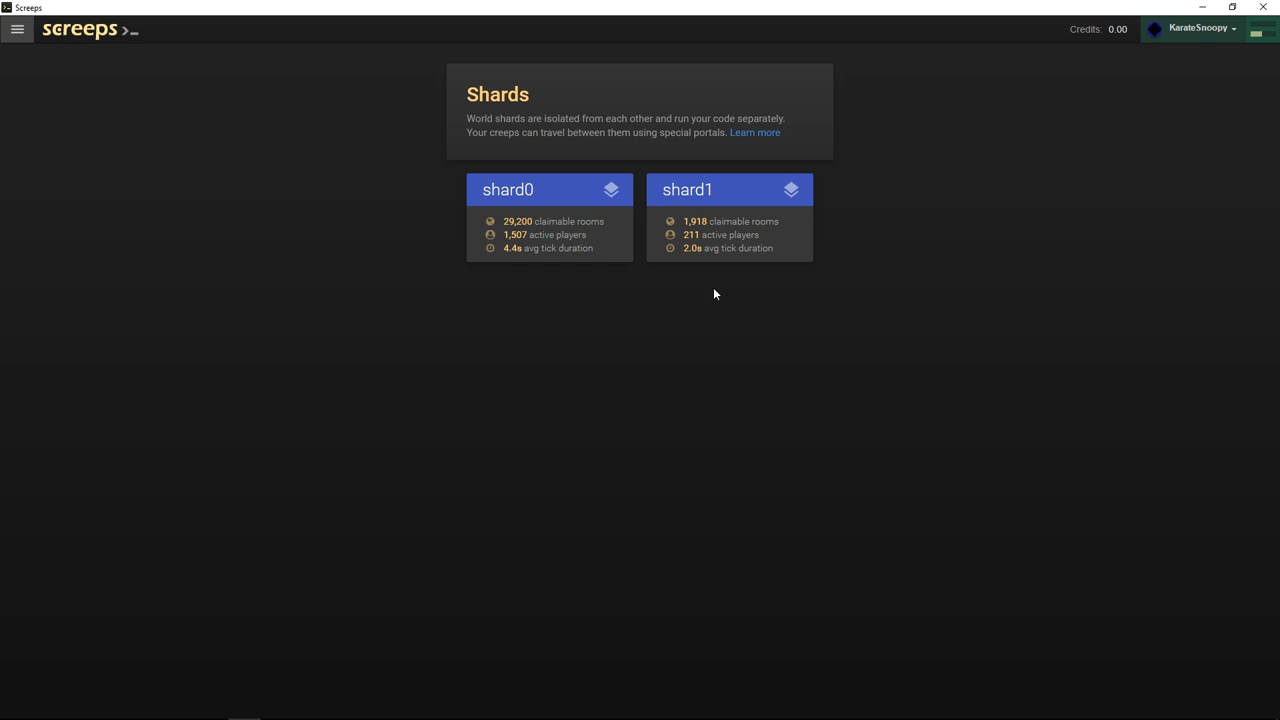 Screeps
screeps >_
Credits: 0.00
KarateSnoopy
Shards
World shards are isolated from each other and run your code separately.
Your creeps can travel between them using special portals. Learn more
shard0
29,200 claimable rooms
1,507 active players
4.4s avg tick duration
shard1
1,918 claimable rooms
211 active players
2.0s avg tick duration